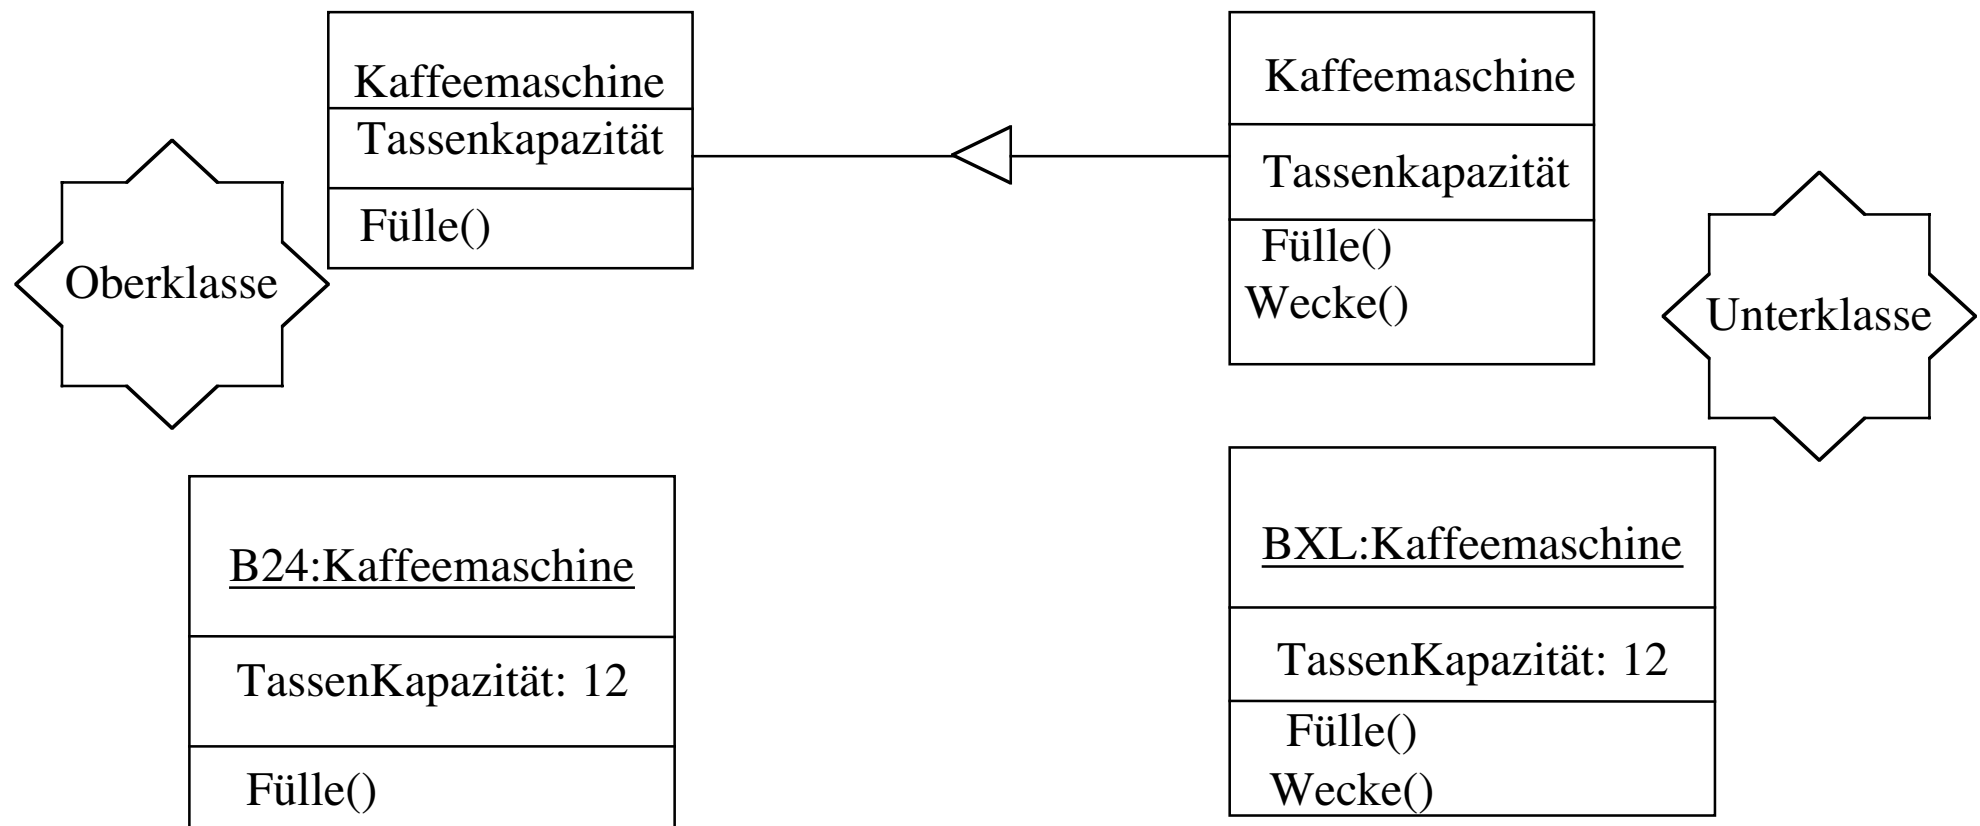 Kaffeemaschine
Tassenkapazität
Fülle()
Oberklasse
Kaffeemaschine
Tassenkapazität
Fülle()
Wecke()
Unterklasse
B24:Kaffeemaschine
TassenKapazität: 12
Fülle()
BXL:Kaffeemaschine
TassenKapazität: 12
Fülle()
Wecke()